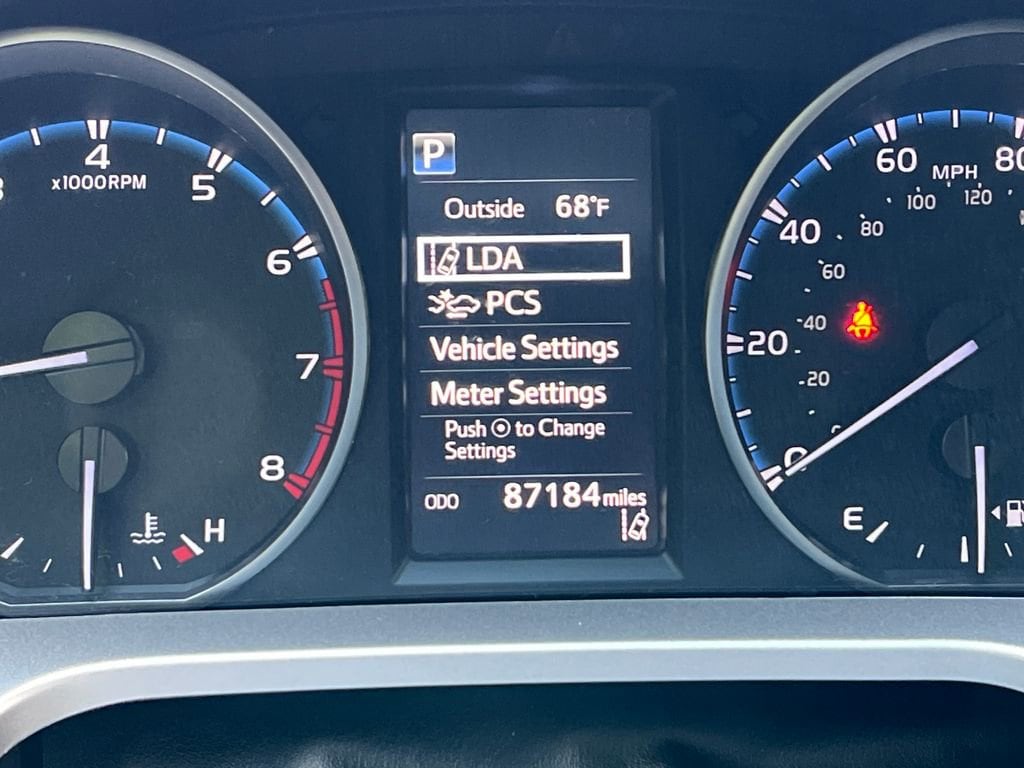 4
x1000RPM
5
6
7
8
H
P
Outside 68°F
LDA
PCS
Vehicle Settings
Meter Settings
Push to Change
Settings
ODO 87184 miles
80
60
MPH
120
100
40
80
60
40
20
20
0
E